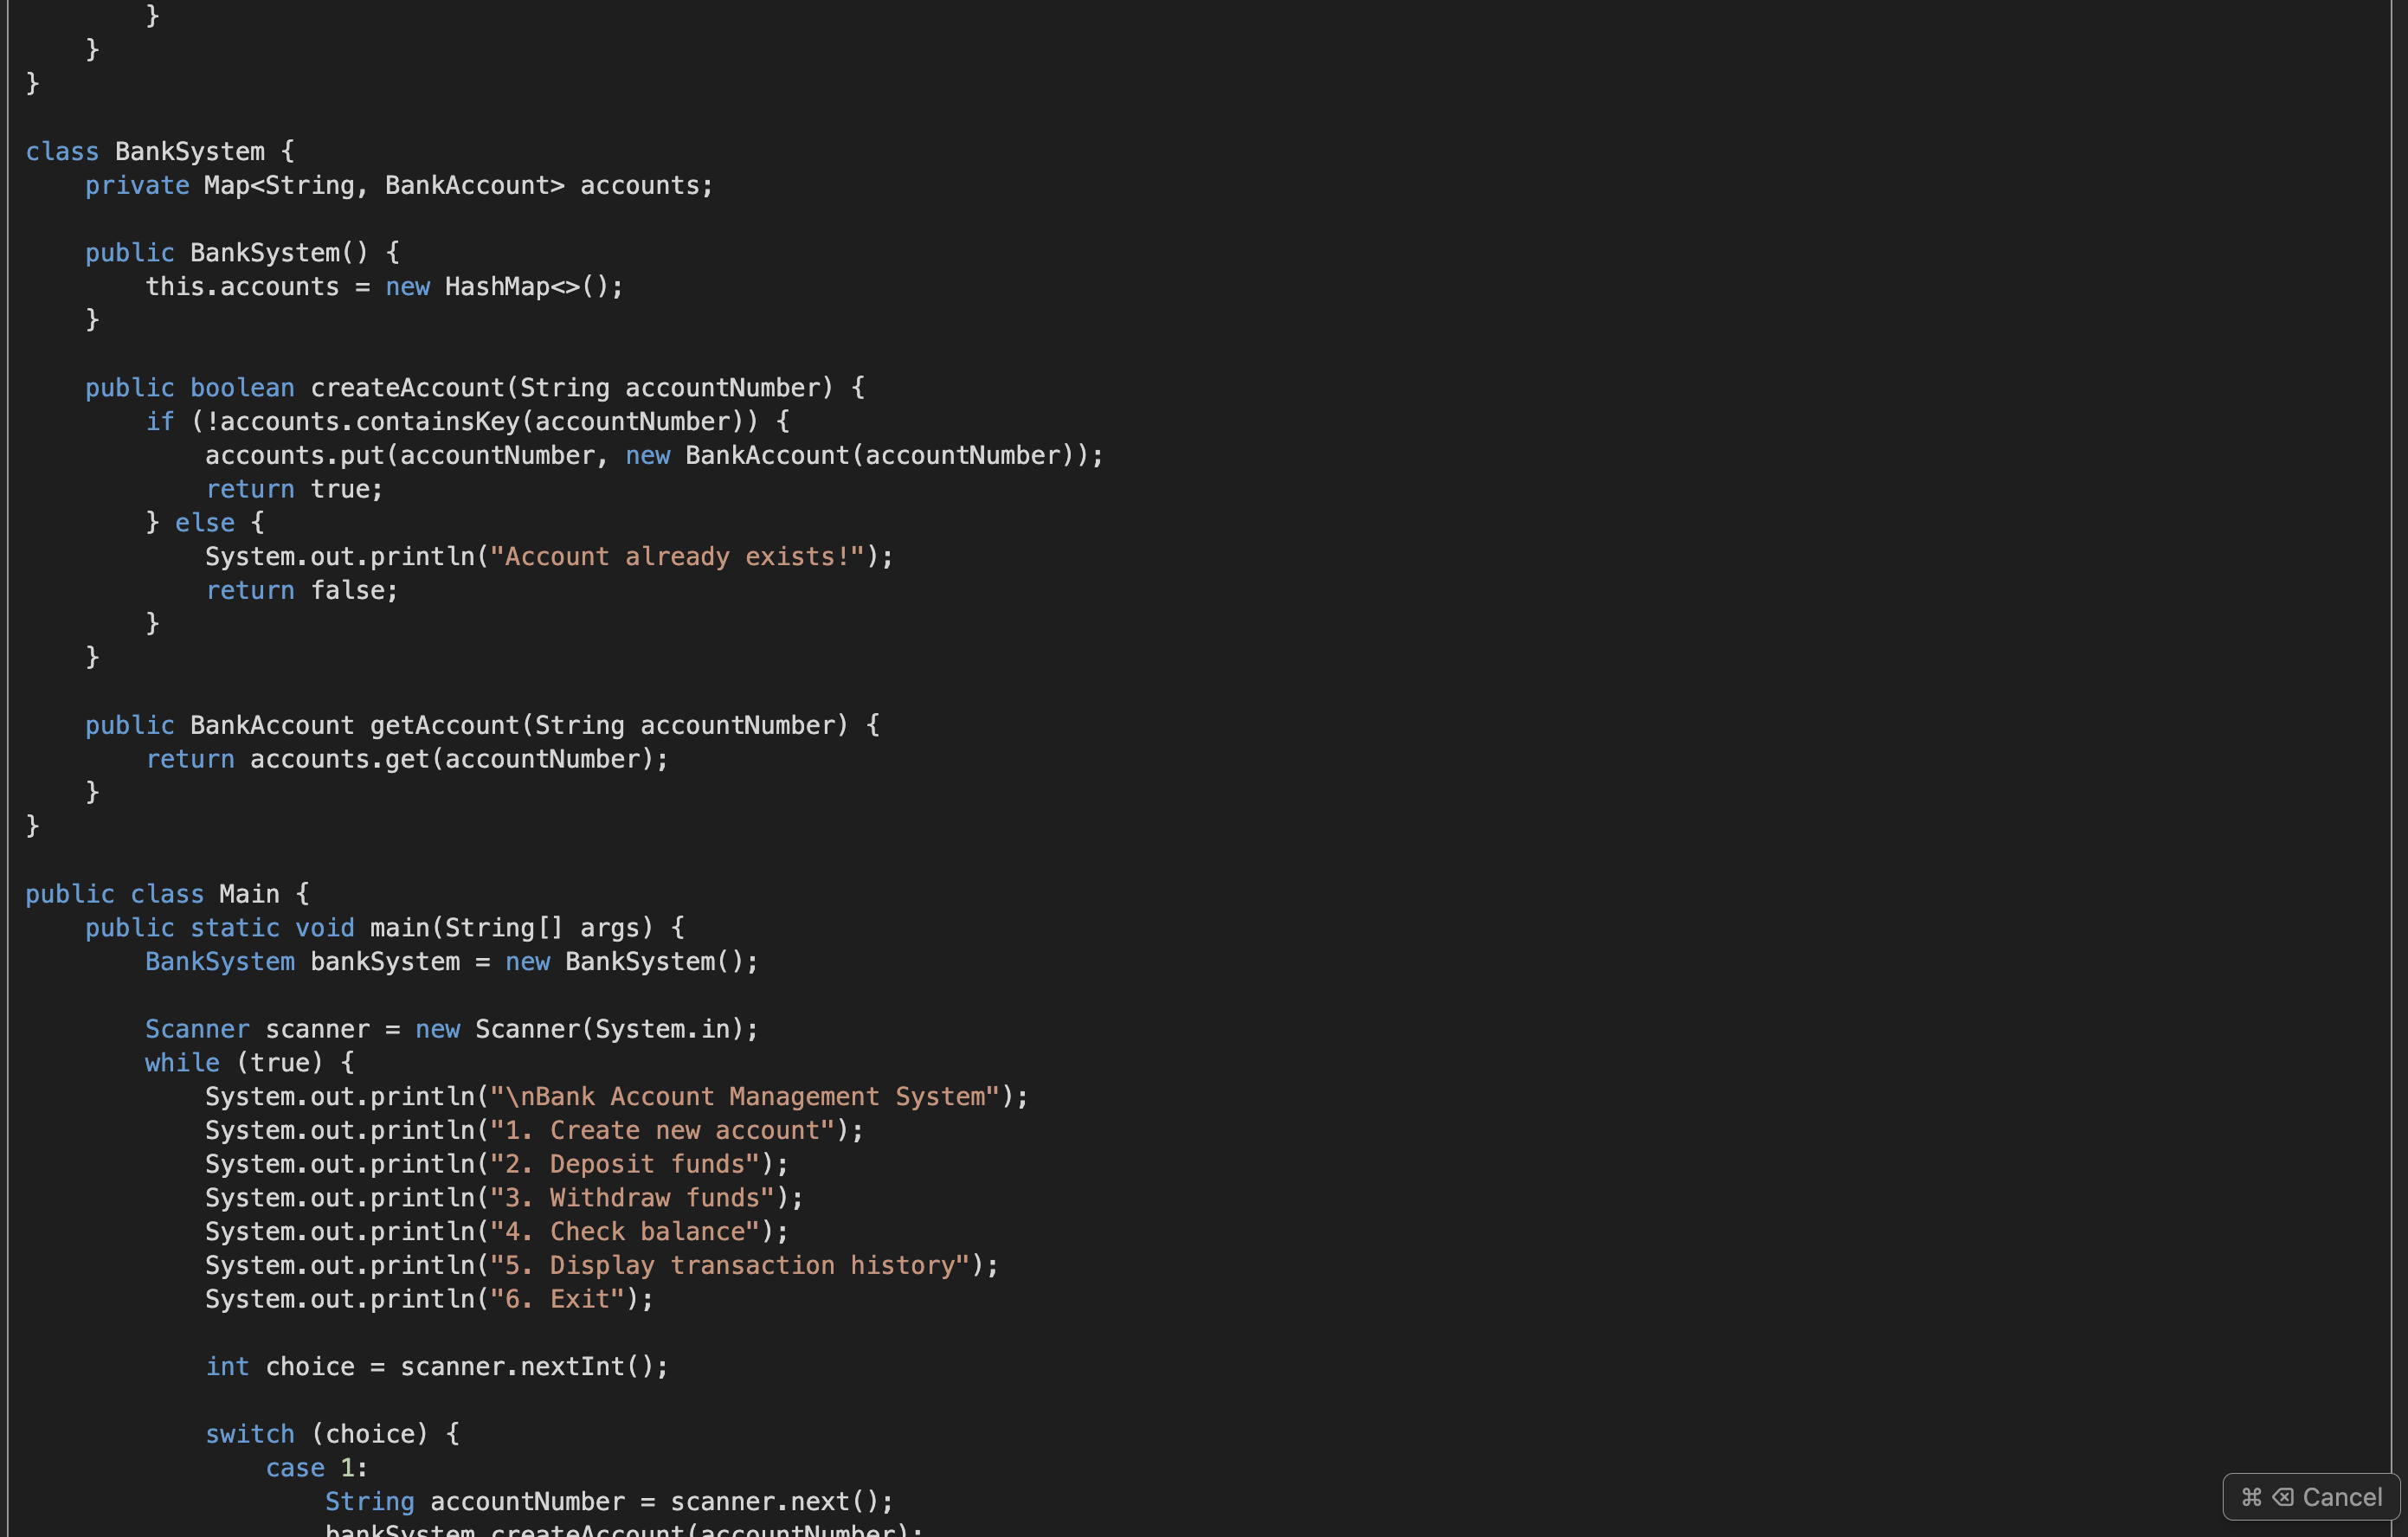 }
    }
}

class BankSystem {
    private Map<String, BankAccount> accounts;

    public BankSystem() {
        this.accounts = new HashMap<>();
    }

    public boolean createAccount(String accountNumber) {
        if (!accounts.containsKey(accountNumber)) {
            accounts.put(accountNumber, new BankAccount(accountNumber));
            return true;
        } else {
            System.out.println("Account already exists!");
            return false;
        }
    }

    public BankAccount getAccount(String accountNumber) {
        return accounts.get(accountNumber);
    }
}

public class Main {
    public static void main(String[] args) {
        BankSystem bankSystem = new BankSystem();

        Scanner scanner = new Scanner(System.in);
        while (true) {
            System.out.println("\nBank Account Management System");
            System.out.println("1. Create new account");
            System.out.println("2. Deposit funds");
            System.out.println("3. Withdraw funds");
            System.out.println("4. Check balance");
            System.out.println("5. Display transaction history");
            System.out.println("6. Exit");

            int choice = scanner.nextInt();

            switch (choice) {
                case 1:
                    String accountNumber = scanner.next();
                    bankSystem.createAccount(accountNumber);
⌘ ⌫ Cancel